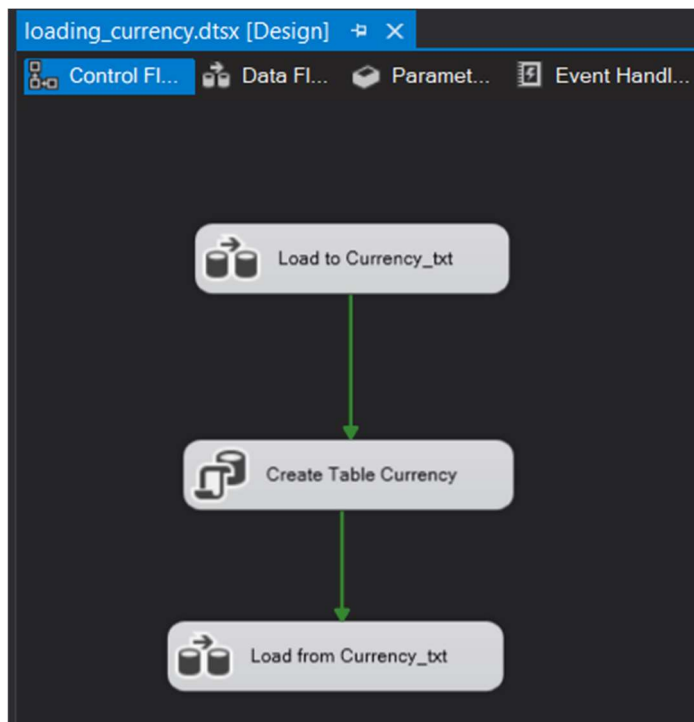 loading_currency.dtsx [Design]
Control Fl... Data Fl... Paramet... Event Handl...
Load to Currency_txt
Create Table Currency
Load from Currency_txt